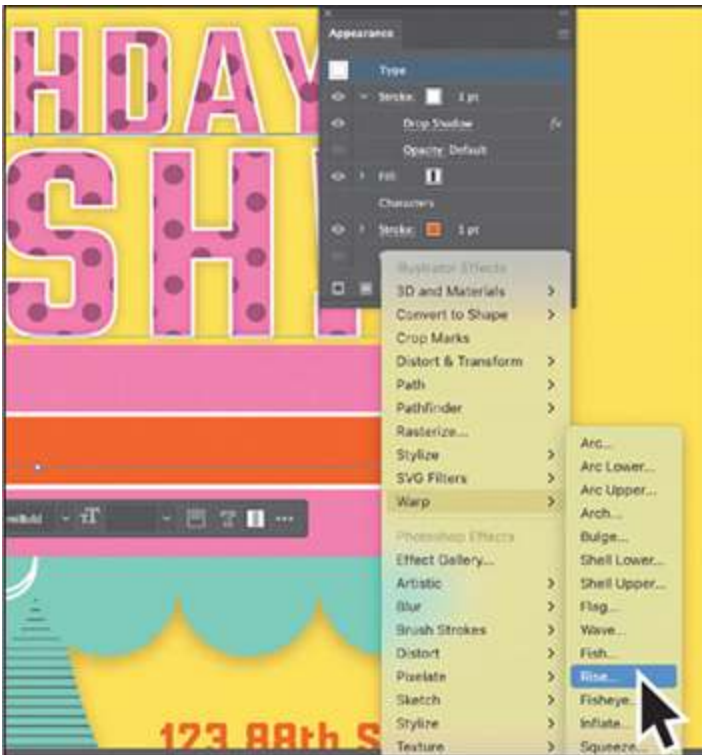 HDAY
SH
Appearance
Type
Stroke: 1 pt
Drop Shadow fx
Opacity: Default
Fill:
Characters
Stroke: 1 pt
Illustrator Effects
3D and Materials
Convert to Shape
Crop Marks
Distort & Transform
Path
Pathfinder
Rasterize...
Stylize
SVG Filters
Warp
Arc...
Arc Lower...
Arc Upper...
Arch...
Bulge...
Shell Lower...
Shell Upper...
Flag...
Wave...
Fish...
Rise...
Fisheye...
Inflate...
Squeeze...
Photoshop Effects
Effect Gallery...
Artistic
Blur
Brush Strokes
Distort
Pixelate
Sketch
Stylize
Texture
123 88th S